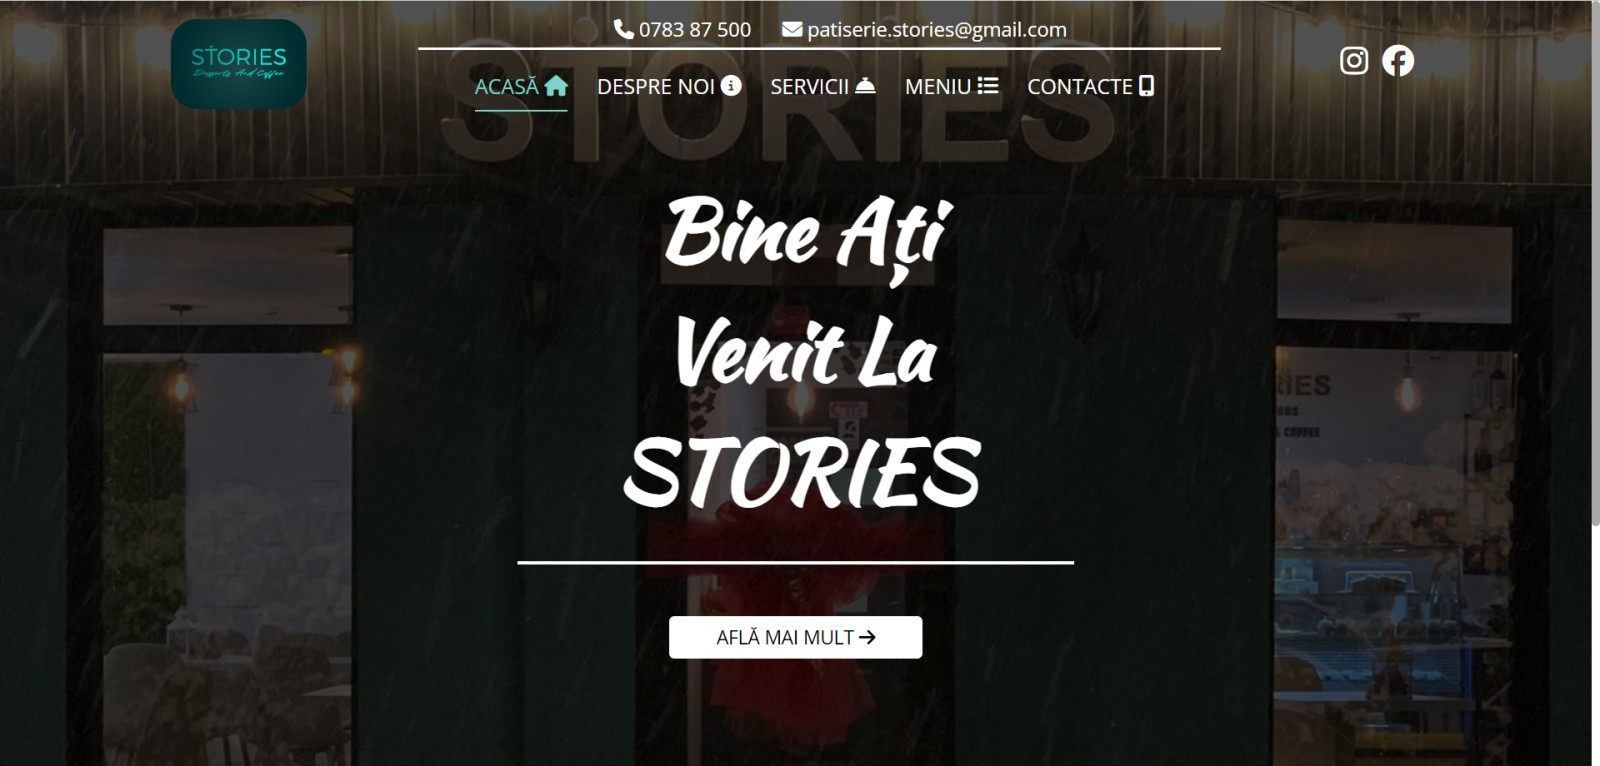 0783 87 500 patiserie.stories@gmail.com
STORIES
Desserts And Coffee
ACASĂ DESPRE NOI SERVICII MENIU CONTACTE
STORIES
Bine Ați
Venit La
STORIES
& COFFEE
AFLĂ MAI MULT